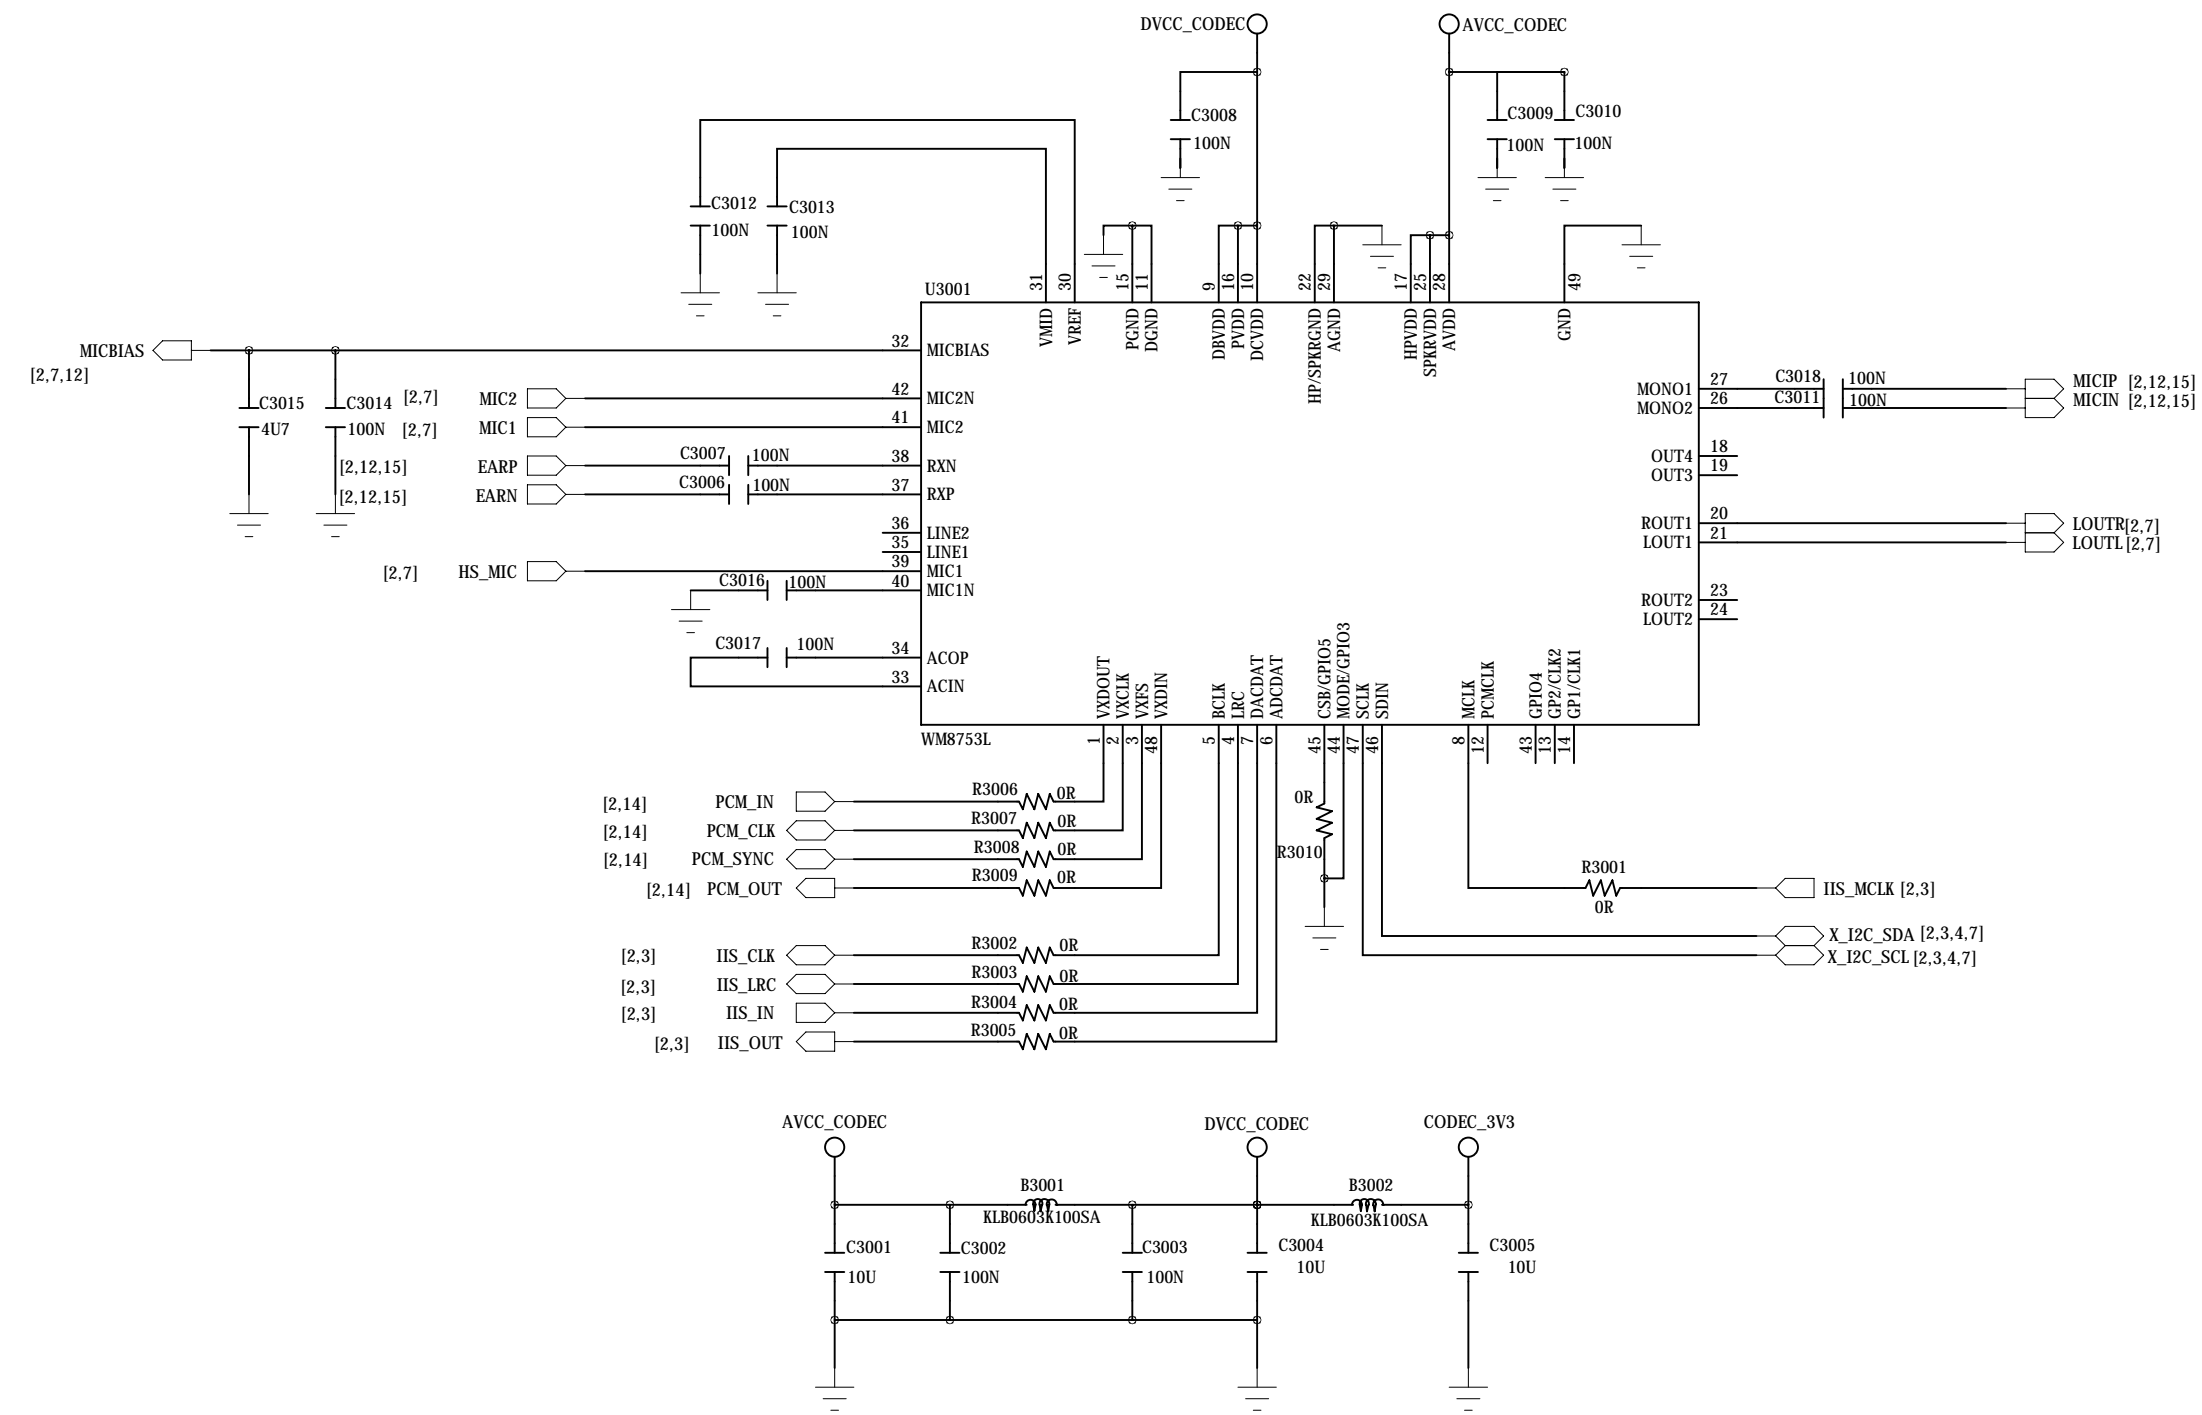 DVCC_CODEC
AVCC_CODEC
C3008
100N
C3009
100N
C3010
100N
C3012
100N
C3013
100N
U3001
31
30
15
11
9
16
10
22
29
17
25
28
49
VMID
VREF
PGND
DGND
DBVDD
PVDD
DCVDD
HP/SPKRGND
AGND
HPVDD
SPKRVDD
AVDD
GND
MICBIAS
[2,7,12]
32
MICBIAS
C3015
4U7
C3014
100N
[2,7]
MIC2
42
MIC2N
[2,7]
MIC1
41
MIC2
[2,12,15]
EARP
C3007
100N
38
RXN
[2,12,15]
EARN
C3006
100N
37
RXP
36
LINE2
35
LINE1
[2,7]
HS_MIC
39
MIC1
C3016
100N
40
MIC1N
C3017
100N
34
ACOP
33
ACIN
MONO1
27
C3018
100N
MICIP [2,12,15]
MONO2
26
C3011
100N
MICIN [2,12,15]
OUT4
18
OUT3
19
ROUT1
20
LOUTR[2,7]
LOUT1
21
LOUTL [2,7]
ROUT2
23
LOUT2
24
VXDOUT
VXCLK
VXFS
VXDIN
BCLK
LRC
DACDAT
ADCDAT
CSB/GPIO5
MODE/GPIO3
SCLK
SDIN
MCLK
PCMCLK
GPIO4
GP2/CLK2
GP1/CLK1
WM8753L
1
2
3
48
5
4
7
6
45
44
47
46
8
12
43
13
14
[2,14]
PCM_IN
R3006
0R
[2,14]
PCM_CLK
R3007
0R
[2,14]
PCM_SYNC
R3008
0R
[2,14]
PCM_OUT
R3009
0R
0R
R3010
R3001
0R
IIS_MCLK [2,3]
X_I2C_SDA [2,3,4,7]
X_I2C_SCL [2,3,4,7]
[2,3]
IIS_CLK
R3002
0R
[2,3]
IIS_LRC
R3003
0R
[2,3]
IIS_IN
R3004
0R
[2,3]
IIS_OUT
R3005
0R
AVCC_CODEC
DVCC_CODEC
CODEC_3V3
B3001
KLB0603K100SA
B3002
KLB0603K100SA
C3001
10U
C3002
100N
C3003
100N
C3004
10U
C3005
10U